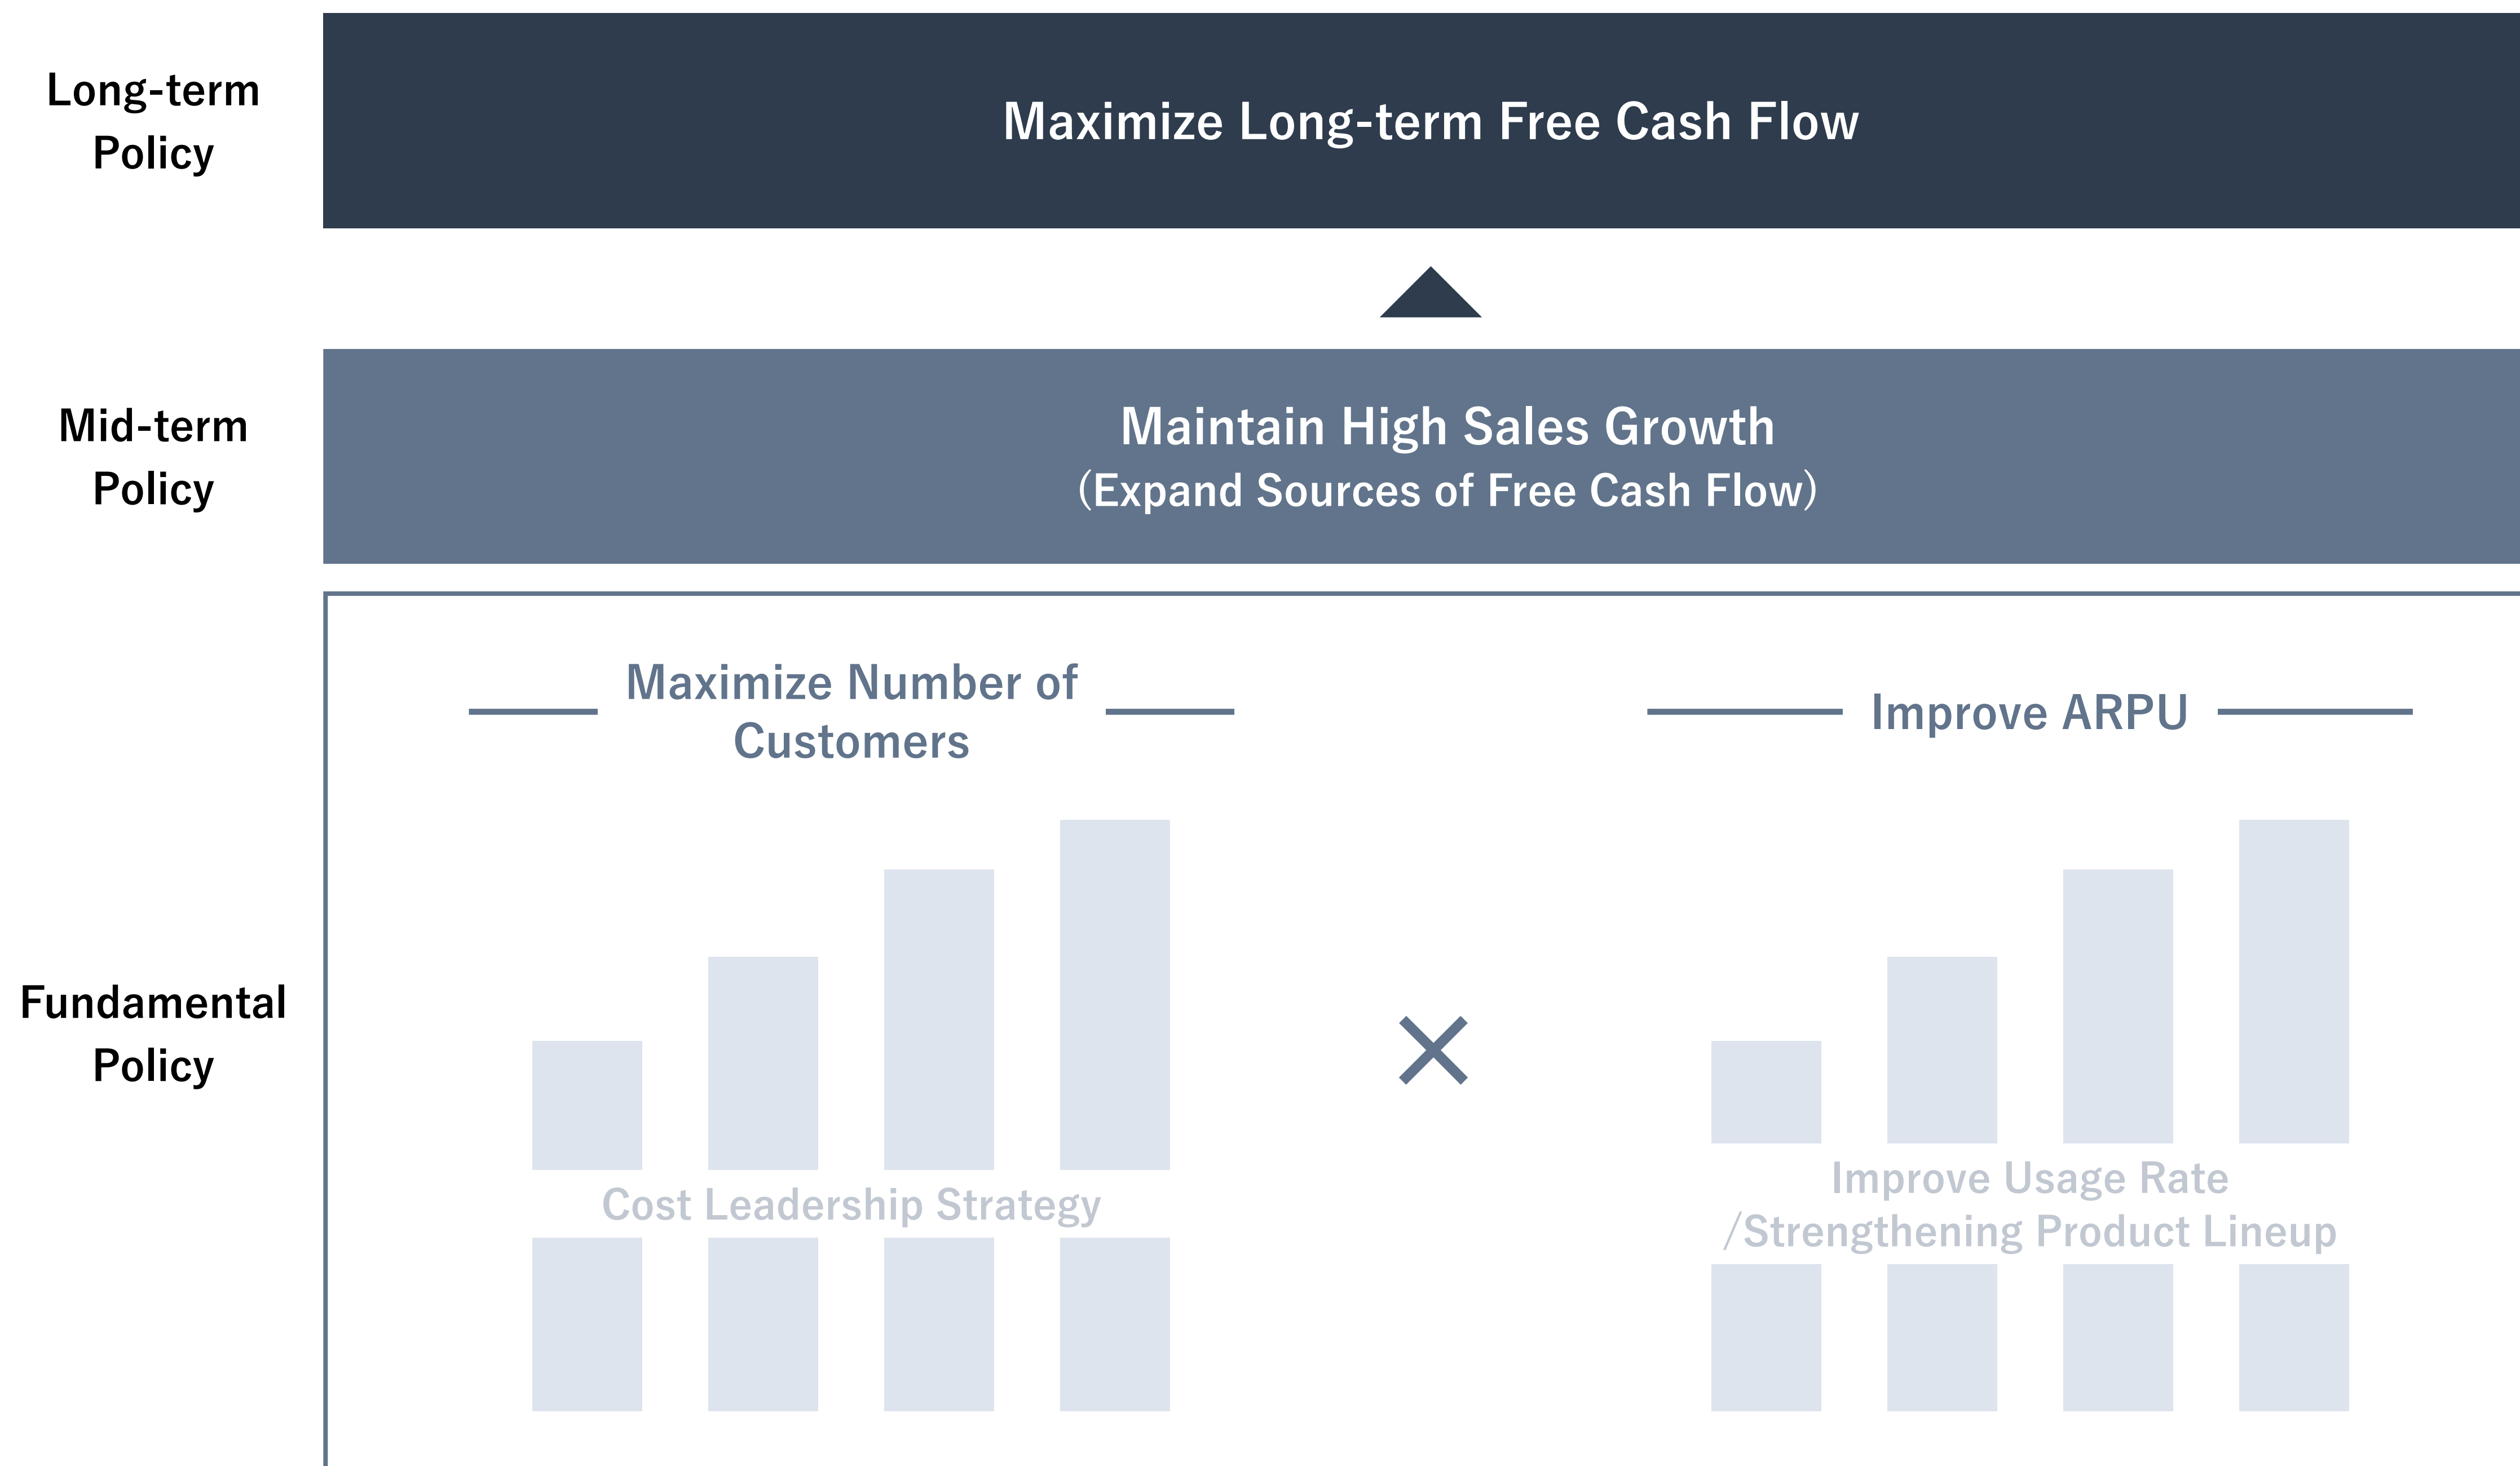 Long-term
Policy
Maximize Long-term Free Cash Flow
Mid-term
Policy
Maintain High Sales Growth
(Expand Sources of Free Cash Flow)
Fundamental
Policy
Maximize Number of
Customers
Cost Leadership Strategy
×
Improve ARPU
Improve Usage Rate
/Strengthening Product Lineup